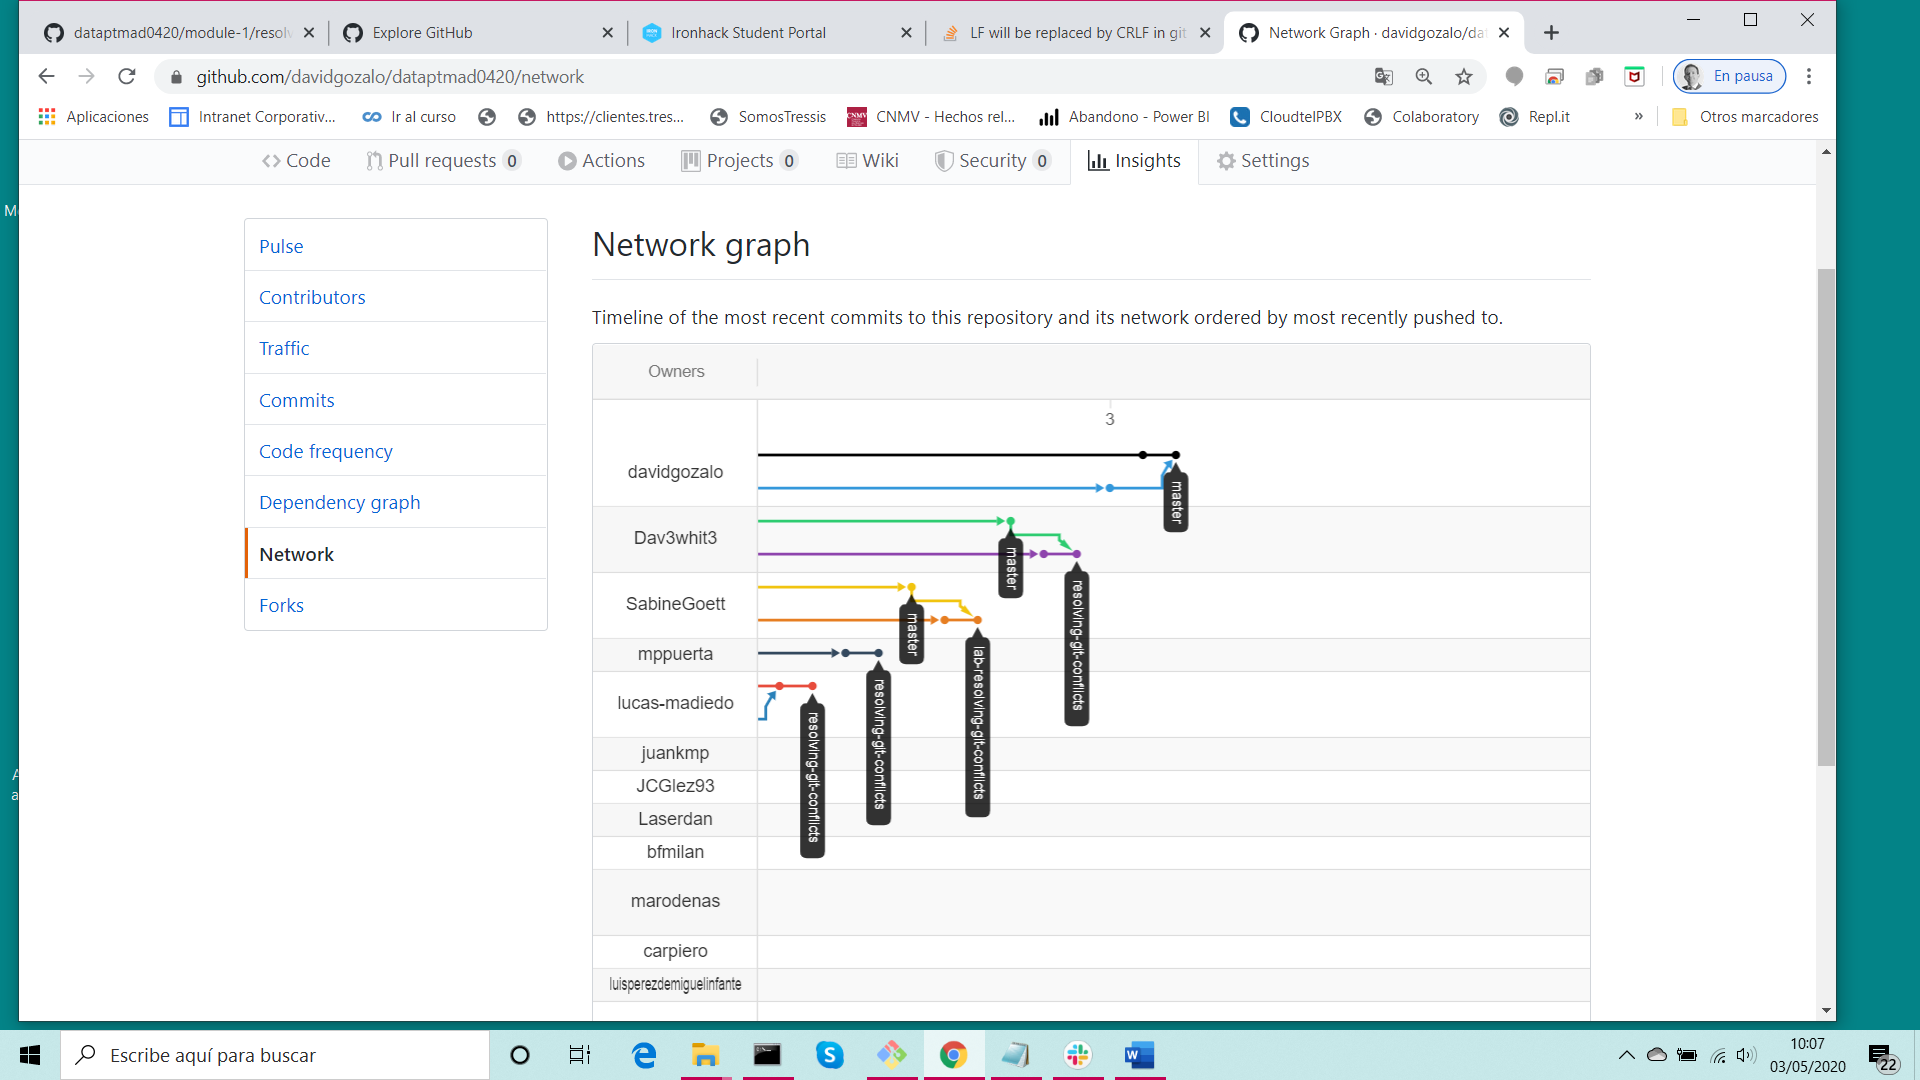 dataptmad0420/module-1/resolv
Explore GitHub
Ironhack Student Portal
LF will be replaced by CRLF in git
Network Graph · davidgozalo/dat
github.com/davidgozalo/dataptmad0420/network
En pausa
Aplicaciones
Intranet Corporativ...
Ir al curso
https://clientes.tres...
SomosTressis
CNMV
CNMV - Hechos rel...
Abandono - Power BI
CloudtelPBX
Colaboratory
Repl.it
»
Otros marcadores
Code
Pull requests 0
Actions
Projects 0
Wiki
Security 0
Insights
Settings
Pulse
Contributors
Traffic
Commits
Code frequency
Dependency graph
Network
Forks
Network graph
Timeline of the most recent commits to this repository and its network ordered by most recently pushed to.
Owners
3
davidgozalo
master
Dav3whit3
master
resolving-git-conflicts
SabineGoett
master
lab-resolving-git-conflicts
mppuerta
resolving-git-conflicts
lucas-madiedo
resolving-git-conflicts
juankmp
JCGlez93
Laserdan
bfmilan
marodenas
carpiero
luisperezdemiguelinfante
Escribe aquí para buscar
10:07
03/05/2020
22